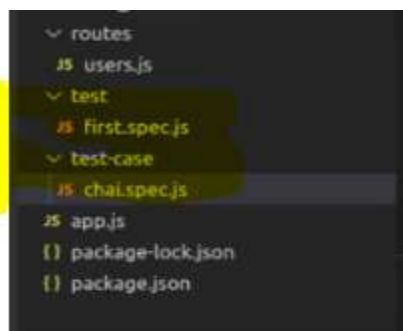 routes
JS users.js
test
JS first.spec.js
test-case
JS chai.spec.js
JS app.js
{} package-lock.json
{} package.json